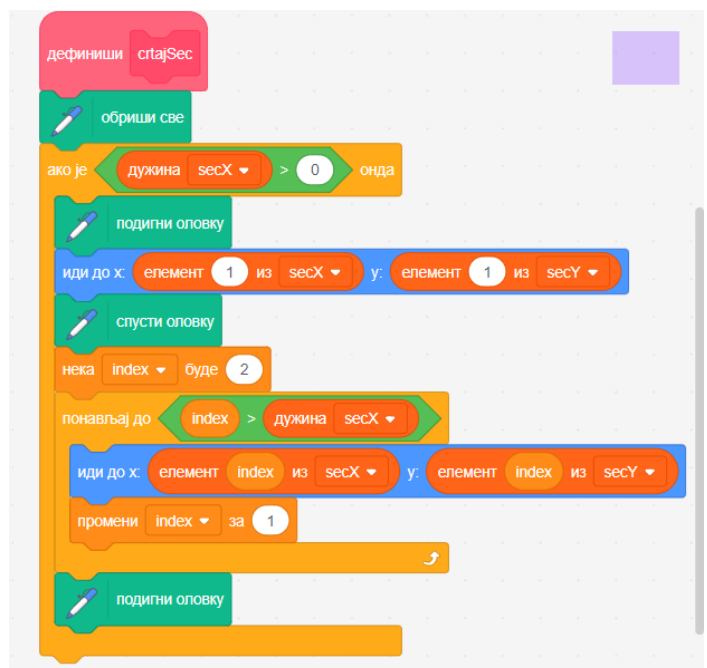 дефиниши crtajSec
обриши све
ако је дужина secX > 0 онда
подигни оловку
иди до x: елемент 1 из secX у: елемент 1 из secY
спусти оловку
нека index буде 2
понављај до index > дужина secX
иди до x: елемент index из secX у: елемент index из secY
промени index за 1
подигни оловку